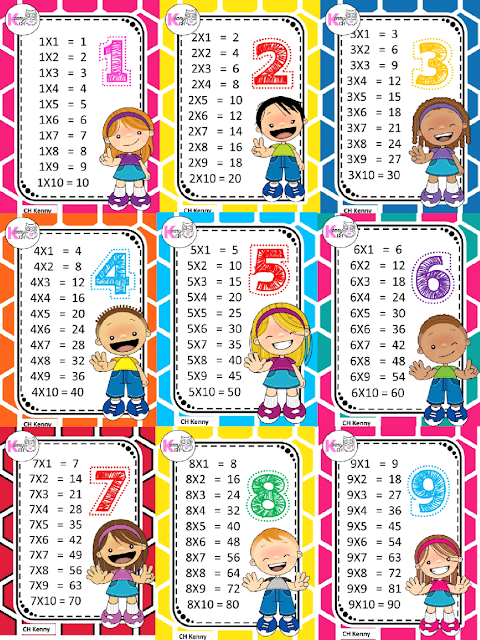 1X1 = 1
1X2 = 2
1X3 = 3
1X4 = 4
1X5 = 5
1X6 = 6
1X7 = 7
1X8 = 8
1X9 = 9
1X10 = 10
1
CH Kenny
2X1 = 2
2X2 = 4
2X3 = 6
2X4 = 8
2X5 = 10
2X6 = 12
2X7 = 14
2X8 = 16
2X9 = 18
2X10 = 20
2
CH Kenny
3X1 = 3
3X2 = 6
3X3 = 9
3X4 = 12
3X5 = 15
3X6 = 18
3X7 = 21
3X8 = 24
3X9 = 27
3X10 = 30
3
CH Kenny
4X1 = 4
4X2 = 8
4X3 = 12
4X4 = 16
4X5 = 20
4X6 = 24
4X7 = 28
4X8 = 32
4X9 = 36
4X10 = 40
4
CH Kenny
5X1 = 5
5X2 = 10
5X3 = 15
5X4 = 20
5X5 = 25
5X6 = 30
5X7 = 35
5X8 = 40
5X9 = 45
5X10 = 50
5
CH Kenny
6X1 = 6
6X2 = 12
6X3 = 18
6X4 = 24
6X5 = 30
6X6 = 36
6X7 = 42
6X8 = 48
6X9 = 54
6X10 = 60
6
CH Kenny
7X1 = 7
7X2 = 14
7X3 = 21
7X4 = 28
7X5 = 35
7X6 = 42
7X7 = 49
7X8 = 56
7X9 = 63
7X10 = 70
7
CH Kenny
8X1 = 8
8X2 = 16
8X3 = 24
8X4 = 32
8X5 = 40
8X6 = 48
8X7 = 56
8X8 = 64
8X9 = 72
8X10 = 80
8
CH Kenny
9X1 = 9
9X2 = 18
9X3 = 27
9X4 = 36
9X5 = 45
9X6 = 54
9X7 = 63
9X8 = 72
9X9 = 81
9X10 = 90
9
CH Kenny